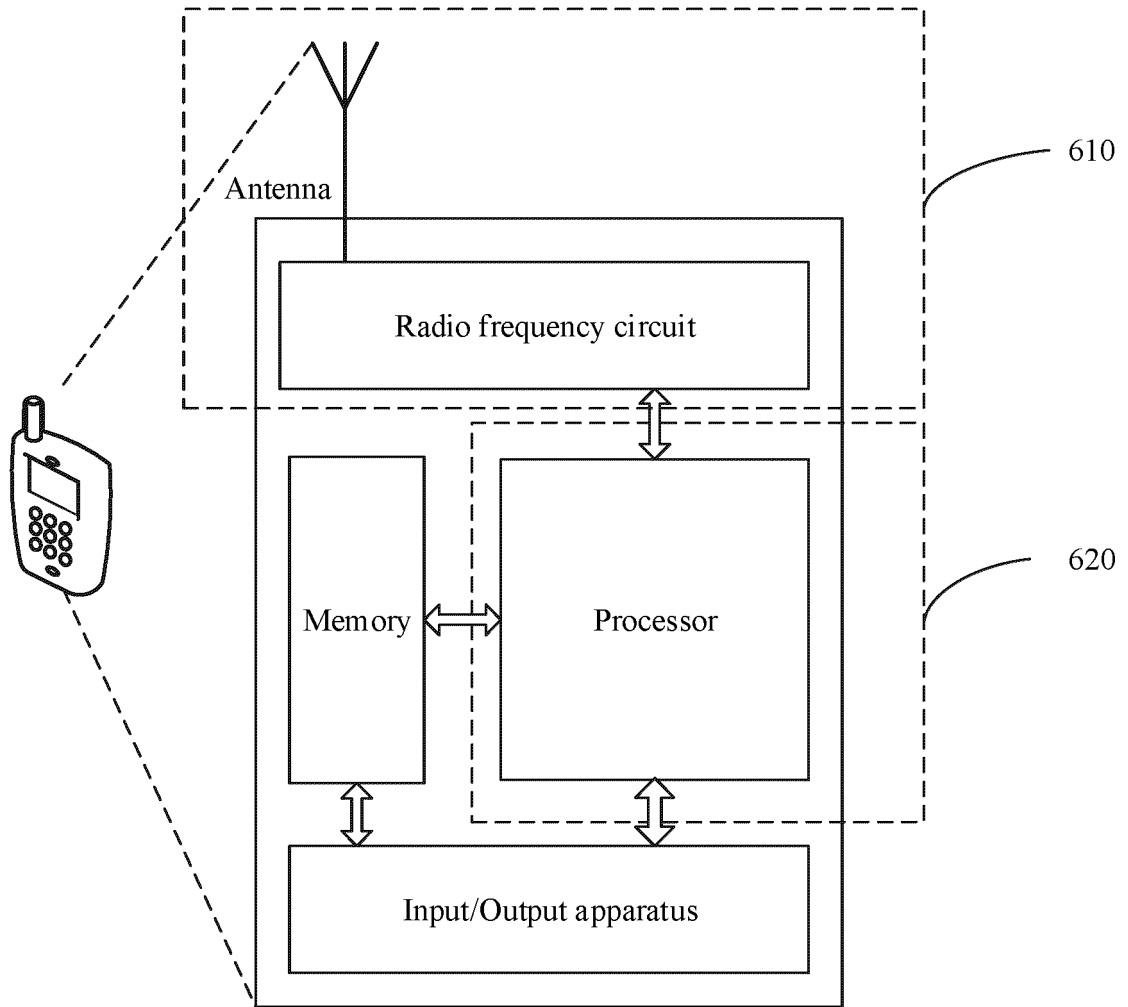 610
Antenna
Radio frequency circuit
620
Memory
Processor
Input/Output apparatus